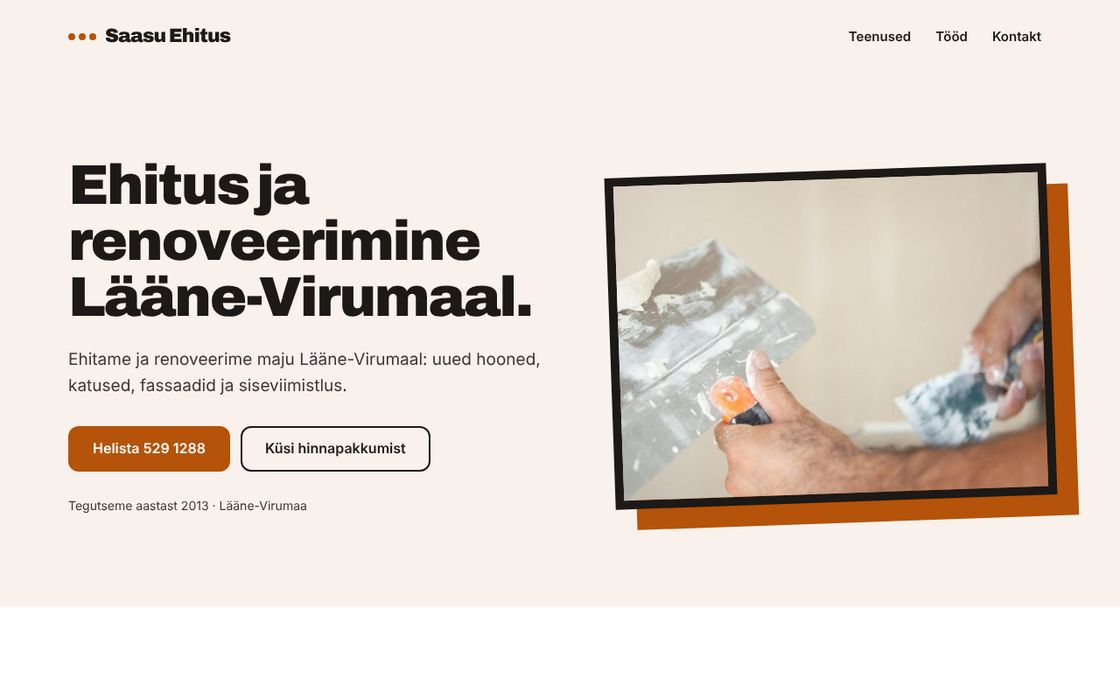 Saasu Ehitus
Teenused Tööd Kontakt
Ehitus ja
renoveerimine
Lääne-Virumaal.
Ehitame ja renoveerime maju Lääne-Virumaal: uued hooned,
katused, fassaadid ja siseviimistlus.
Helista 529 1288 Küsi hinnapakkumist
Tegutseme aastast 2013 · Lääne-Virumaa